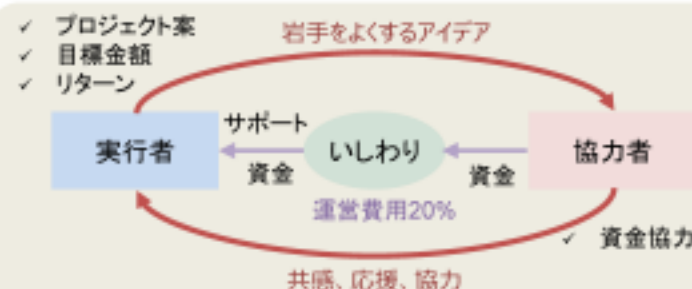 ✓ プロジェクト案
✓ 目標金額
✓ リターン
岩手をよくするアイデア
実行者
サポート
資金
いしわり
資金
協力者
運営費用20%
✓ 資金協力
共感、応援、協力